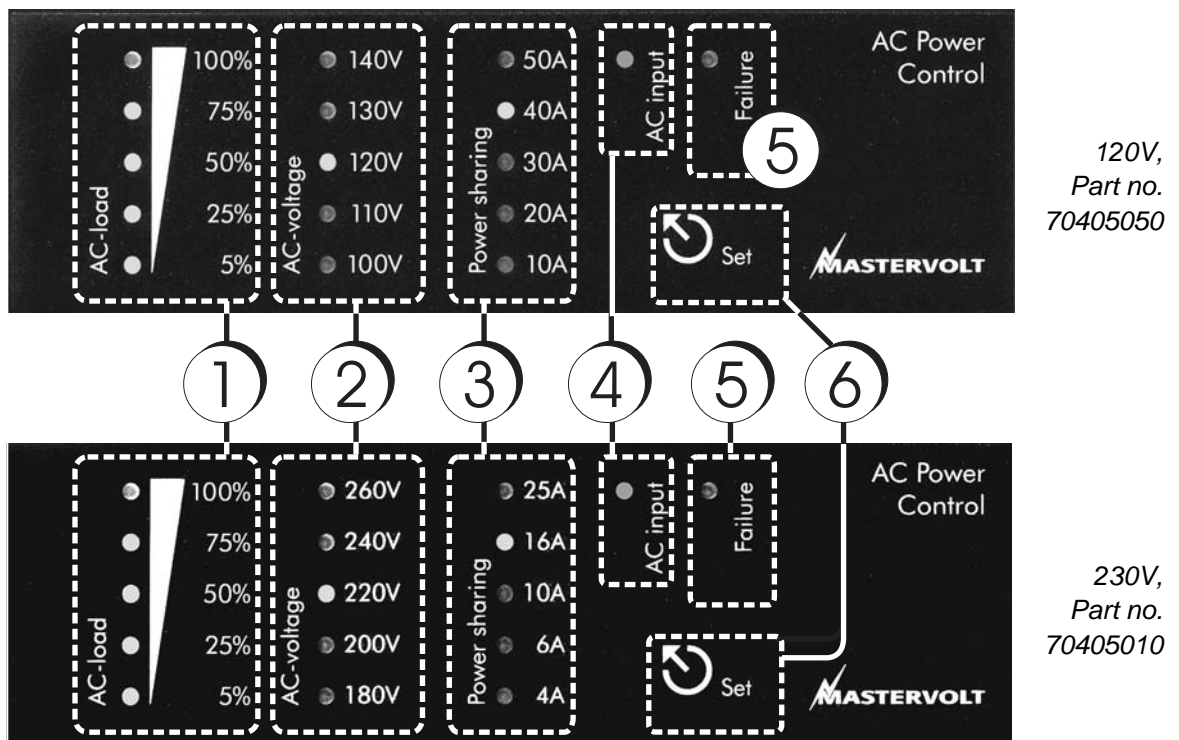 100% 140V 50A AC Power
Control
75% 130V 40A
50% 120V 30A
25% 110V 20A
5% 100V 10A
AC-load
AC-voltage
Power sharing
AC input
Failure
5
Set
MASTERVOLT
120V,
Part no.
70405050
1 2 3 4 5 6
100% 260V 25A AC Power
Control
75% 240V 16A
50% 220V 10A
25% 200V 6A
5% 180V 4A
AC-load
AC-voltage
Power sharing
AC input
Failure
Set
MASTERVOLT
230V,
Part no.
70405010